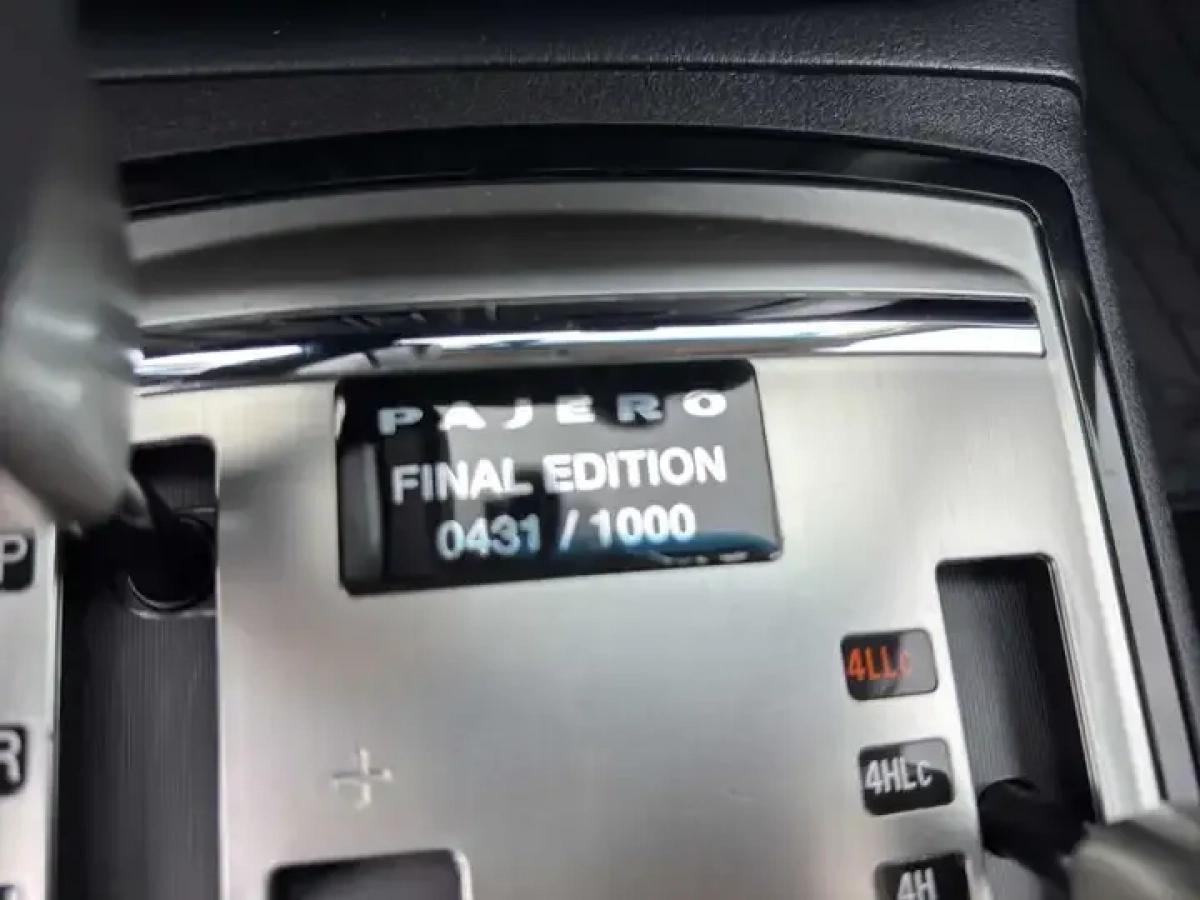 PAJERO
FINAL EDITION
0431 / 1000
P
4LLc
R
+
4HLc
4H